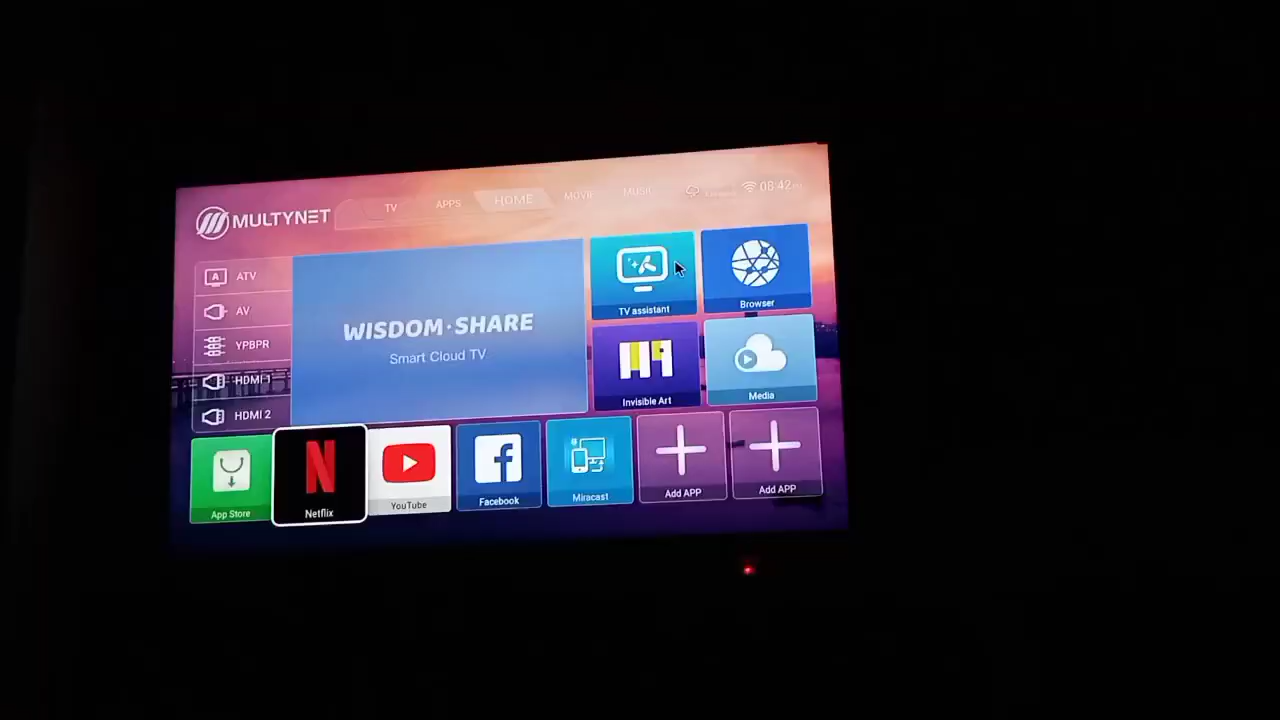 MULTYNET
TV
APPS
HOME
MOVIE
MUSIC
08:42
ATV
AV
YPBPR
HDMI 1
HDMI 2
WISDOM·SHARE
Smart Cloud TV
TV assistant
Browser
Invisible Art
Media
App Store
Netflix
YouTube
Facebook
Miracast
Add APP
Add APP